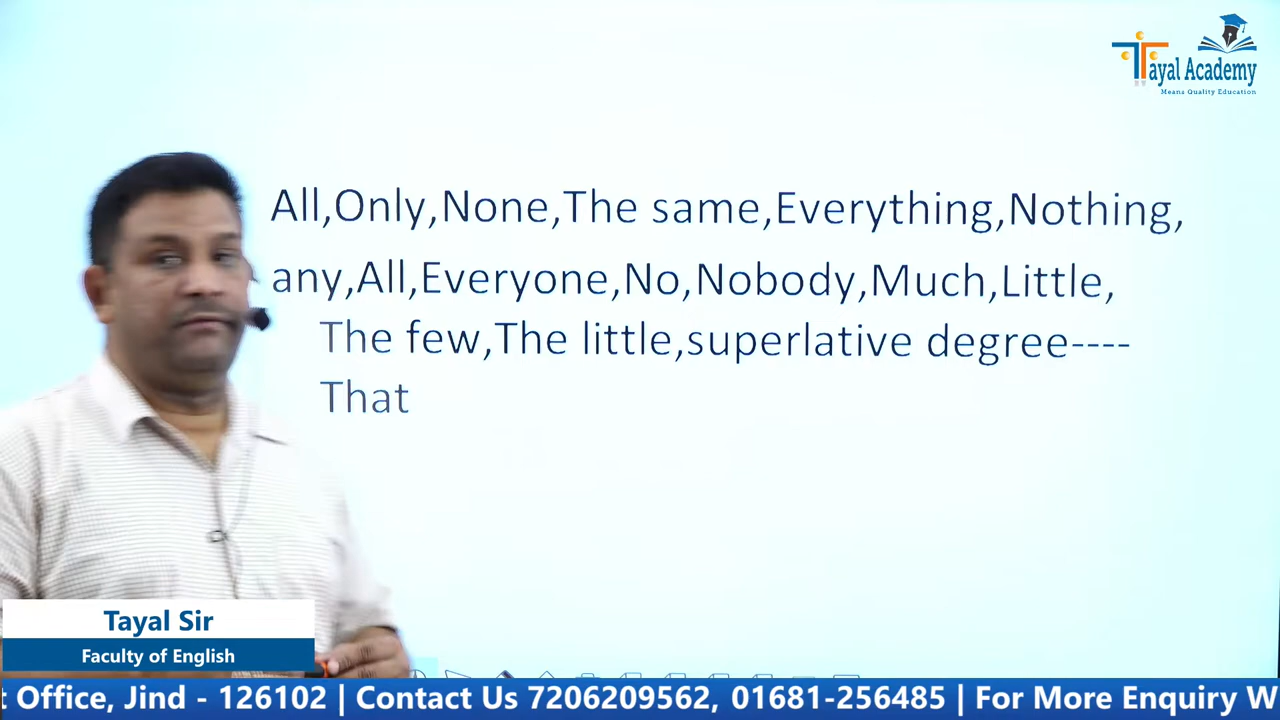 Tayal Academy
Means Quality Education
All,Only,None,The same,Everything,Nothing,
any,All,Everyone,No,Nobody,Much,Little,
The few,The little,superlative degree----
That
Tayal Sir
Faculty of English
t Office, Jind - 126102 | Contact Us 7206209562, 01681-256485 | For More Enquiry W